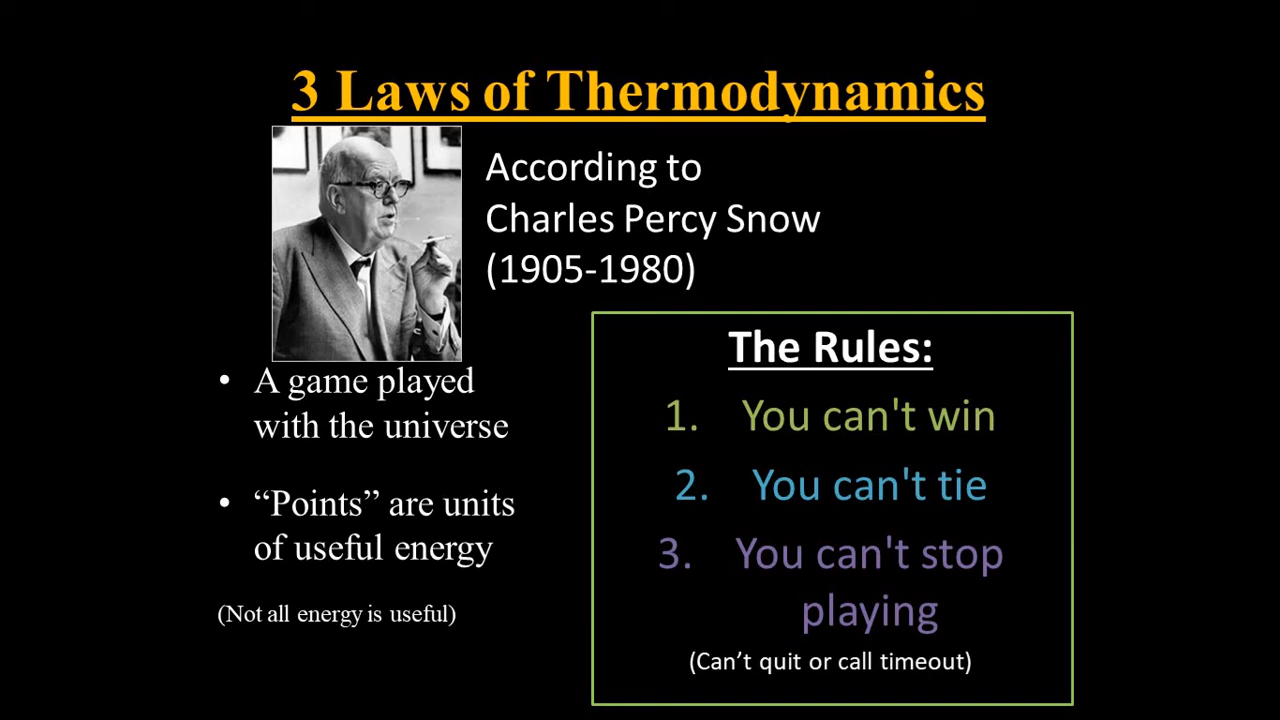 3 Laws of Thermodynamics
According to
Charles Percy Snow
(1905-1980)
• A game played
with the universe
• “Points” are units
of useful energy
(Not all energy is useful)
The Rules:
1. You can't win
2. You can't tie
3. You can't stop
playing
(Can’t quit or call timeout)